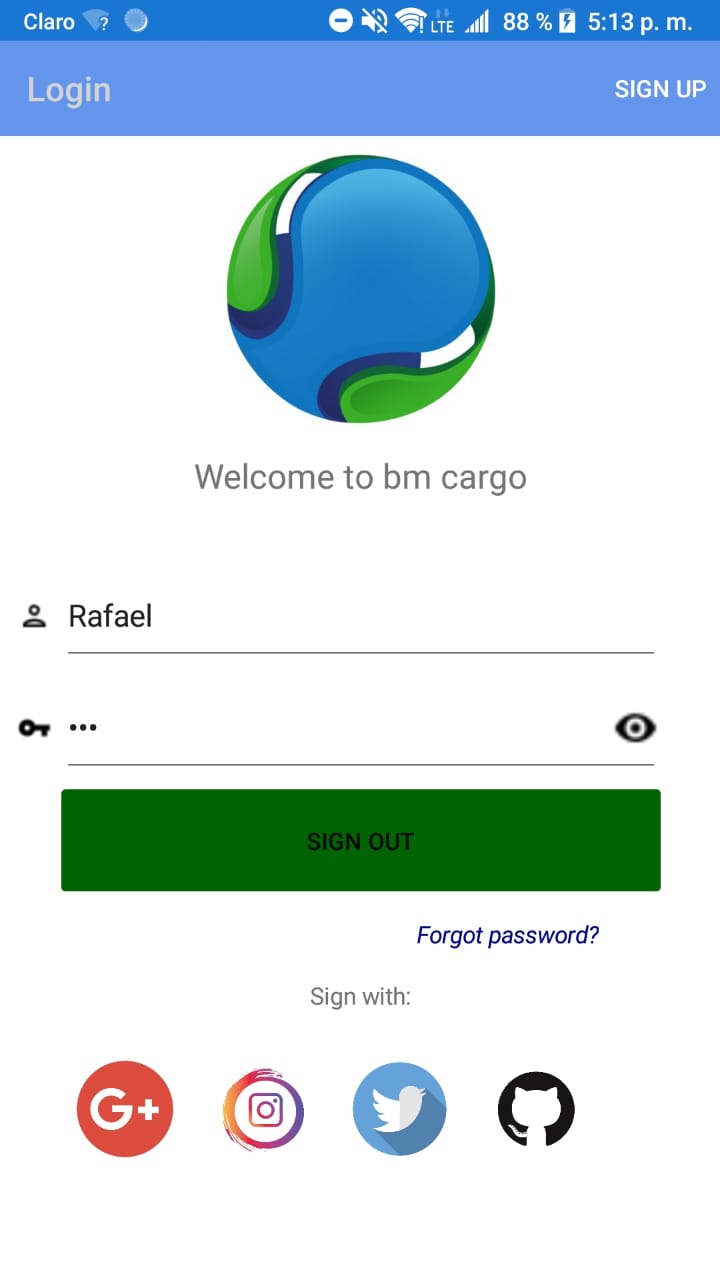 Claro ? LTE 88 % 5:13 p. m.
Login SIGN UP
Welcome to bm cargo
Rafael
•••
SIGN OUT
Forgot password?
Sign with:
G+